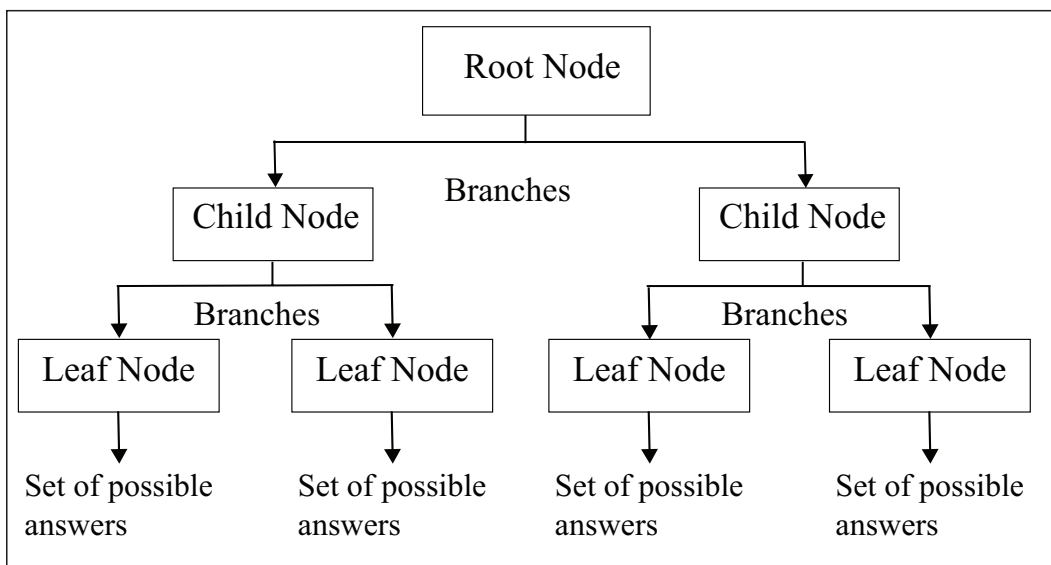 Root Node
Branches
Child Node
Child Node
Branches
Branches
Leaf Node
Leaf Node
Leaf Node
Leaf Node
Set of possible
answers
Set of possible
answers
Set of possible
answers
Set of possible
answers